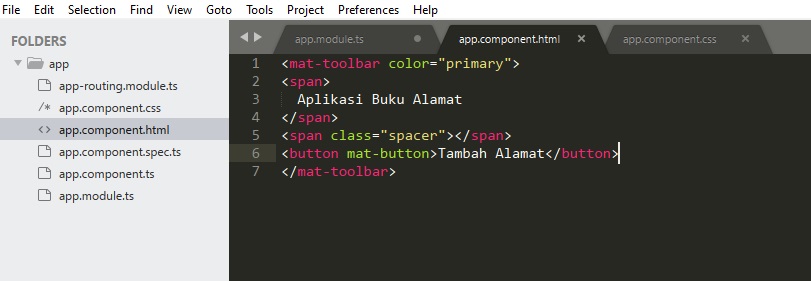 File Edit Selection Find View Goto Tools Project Preferences Help
FOLDERS
app
app-routing.module.ts
/* app.component.css
<> app.component.html
app.component.spec.ts
app.component.ts
app.module.ts
app.module.ts app.component.html × app.component.css ×
1 <mat-toolbar color="primary">
2 <span>
3 Aplikasi Buku Alamat
4 </span>
5 <span class="spacer"></span>
6 <button mat-button>Tambah Alamat</button>
7 </mat-toolbar>